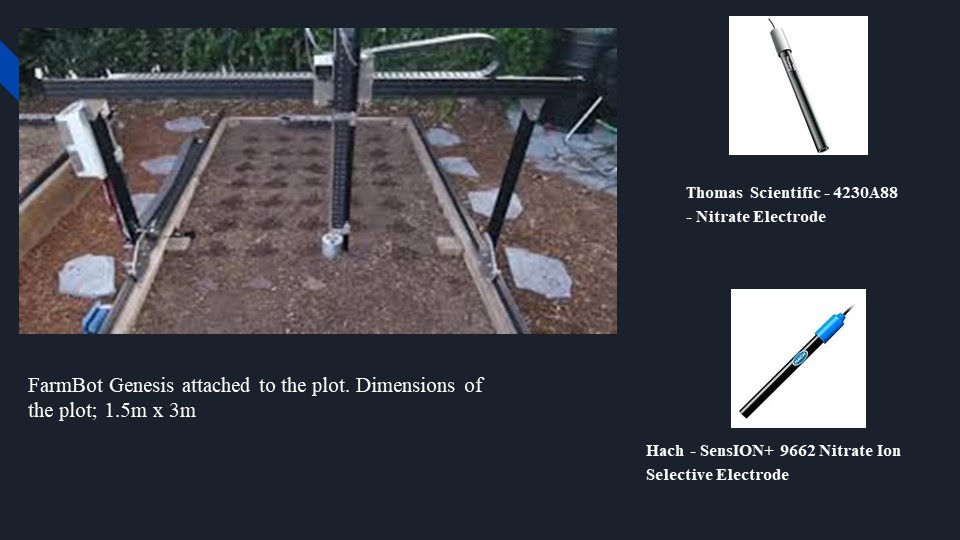 Thomas Scientific - 4230A88
- Nitrate Electrode
FarmBot Genesis attached to the plot. Dimensions of
the plot; 1.5m x 3m
HACH
Hach - SensION+ 9662 Nitrate Ion
Selective Electrode